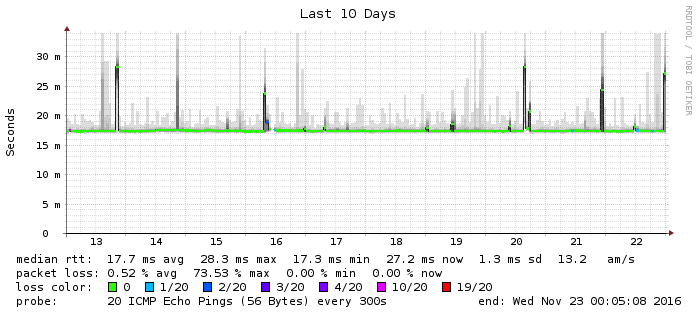 Last 10 Days
RRDTOOL / TOBI OETIKER
Seconds
30 m
25 m
20 m
15 m
10 m
5 m
0
13 14 15 16 17 18 19 20 21 22
median rtt: 17.7 ms avg 28.3 ms max 17.3 ms min 27.2 ms now 1.3 ms sd 13.2 am/s
packet loss: 0.52 % avg 73.53 % max 0.00 % min 0.00 % now
loss color: 0 1/20 2/20 3/20 4/20 10/20 19/20
probe: 20 ICMP Echo Pings (56 Bytes) every 300s end: Wed Nov 23 00:05:08 2016